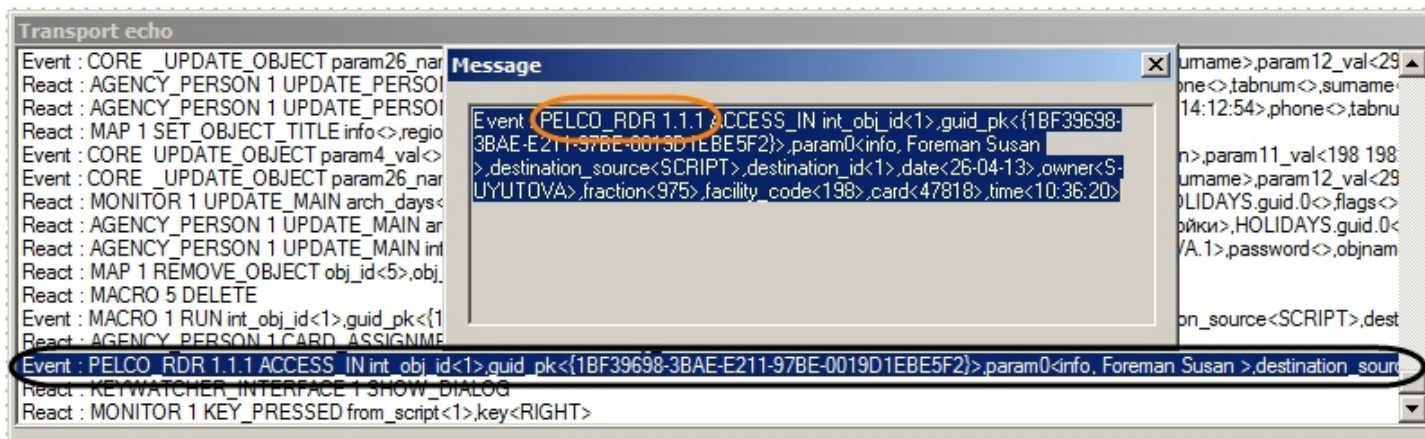 Transport echo
Event : CORE _UPDATE_OBJECT param26_nar urname>,param12_val<29
React : AGENCY_PERSON 1 UPDATE_PERSO one<>,tabnum<>,surname<
React : AGENCY_PERSON 1 UPDATE_PERSO 14:12:54>,phone<>,tabnu
React : MAP 1 SET_OBJECT_TITLE info<>,regio
Event : CORE UPDATE_OBJECT param4_val<> n>,param11_val<198 198
Event : CORE _UPDATE_OBJECT param26_nar urname>,param12_val<29
React : MONITOR 1 UPDATE_MAIN arch_days< OLIDAYS.guid.0<>,flags<>
React : AGENCY_PERSON 1 UPDATE_MAIN ar ойки>,HOLIDAYS.guid.0<
React : AGENCY_PERSON 1 UPDATE_MAIN inf /A.1>,password<>,objnam
React : MAP 1 REMOVE_OBJECT obj_id<5>,obj_
React : MACRO 5 DELETE
Event : MACRO 1 RUN int_obj_id<1>,guid_pk<{1 on_source<SCRIPT>,dest
React : AGENCY_PERSON 1 CARD_ASSIGNME
Event : PELCO_RDR 1.1.1 ACCESS_IN int_obj_id<1>,guid_pk<{1BF39698-3BAE-E211-97BE-0019D1EBE5F2}>,param0<info, Foreman Susan >,destination_sourc
React : KEYWATCHER_INTERFACE 1 SHOW_DIALOG
React : MONITOR 1 KEY_PRESSED from_script<1>,key<RIGHT>
Message
Event : PELCO_RDR 1.1.1 ACCESS_IN int_obj_id<1>,guid_pk<{1BF39698-
3BAE-E211-97BE-0019D1EBE5F2}>,param0<info, Foreman Susan
>,destination_source<SCRIPT>,destination_id<1>,date<26-04-13>,owner<S-
UYUTOVA>,fraction<975>,facility_code<198>,card<47818>,time<10:36:20>